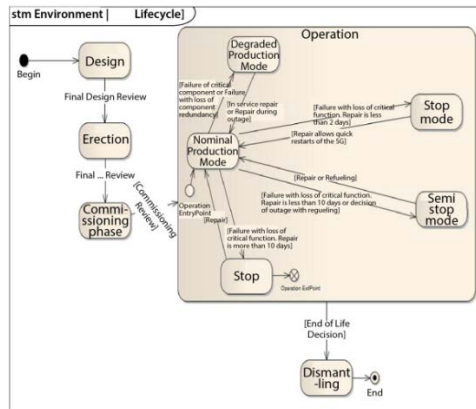 stm Environment | Lifecycle]
Operation
Begin
Design
Final Design Review
Erection
Final ... Review
Commi-
ssioning
phase
[Commissioning
Review]
Degraded
Production
Mode
[Failure of critical
component or Failure
with loss of
component
redundancy]
[In service repair
or Repair during
outage]
Nominal
Production
Mode
Operation
EntryPoint
[Failure with loss of critical
function. Repair is less
than 2 days]
Stop
mode
[Repair allows quick
restarts of the SG]
[Repair or Refueling]
[Failure with loss of critical function.
Repair is less than 10 days or decision
of outage with regueling]
Semi
stop
mode
[Repair]
[Failure with loss of
critical function. Repair
is more than 10 days]
Stop
Operation ExitPoint
[End of Life
Decision]
Dismant
-ling
End